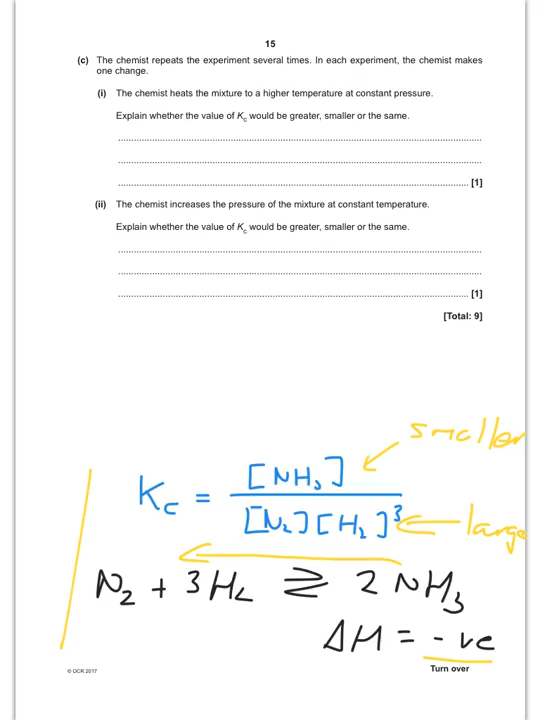 15
(c) The chemist repeats the experiment several times. In each experiment, the chemist makes
one change.
(i) The chemist heats the mixture to a higher temperature at constant pressure.
Explain whether the value of Kc would be greater, smaller or the same.
[1]
(ii) The chemist increases the pressure of the mixture at constant temperature.
Explain whether the value of Kc would be greater, smaller or the same.
[1]
[Total: 9]
smaller
Kc = [NH3] / [N2][H2]³
large
N2 + 3H2 ⇌ 2NH3
ΔH = -ve
© OCR 2017
Turn over